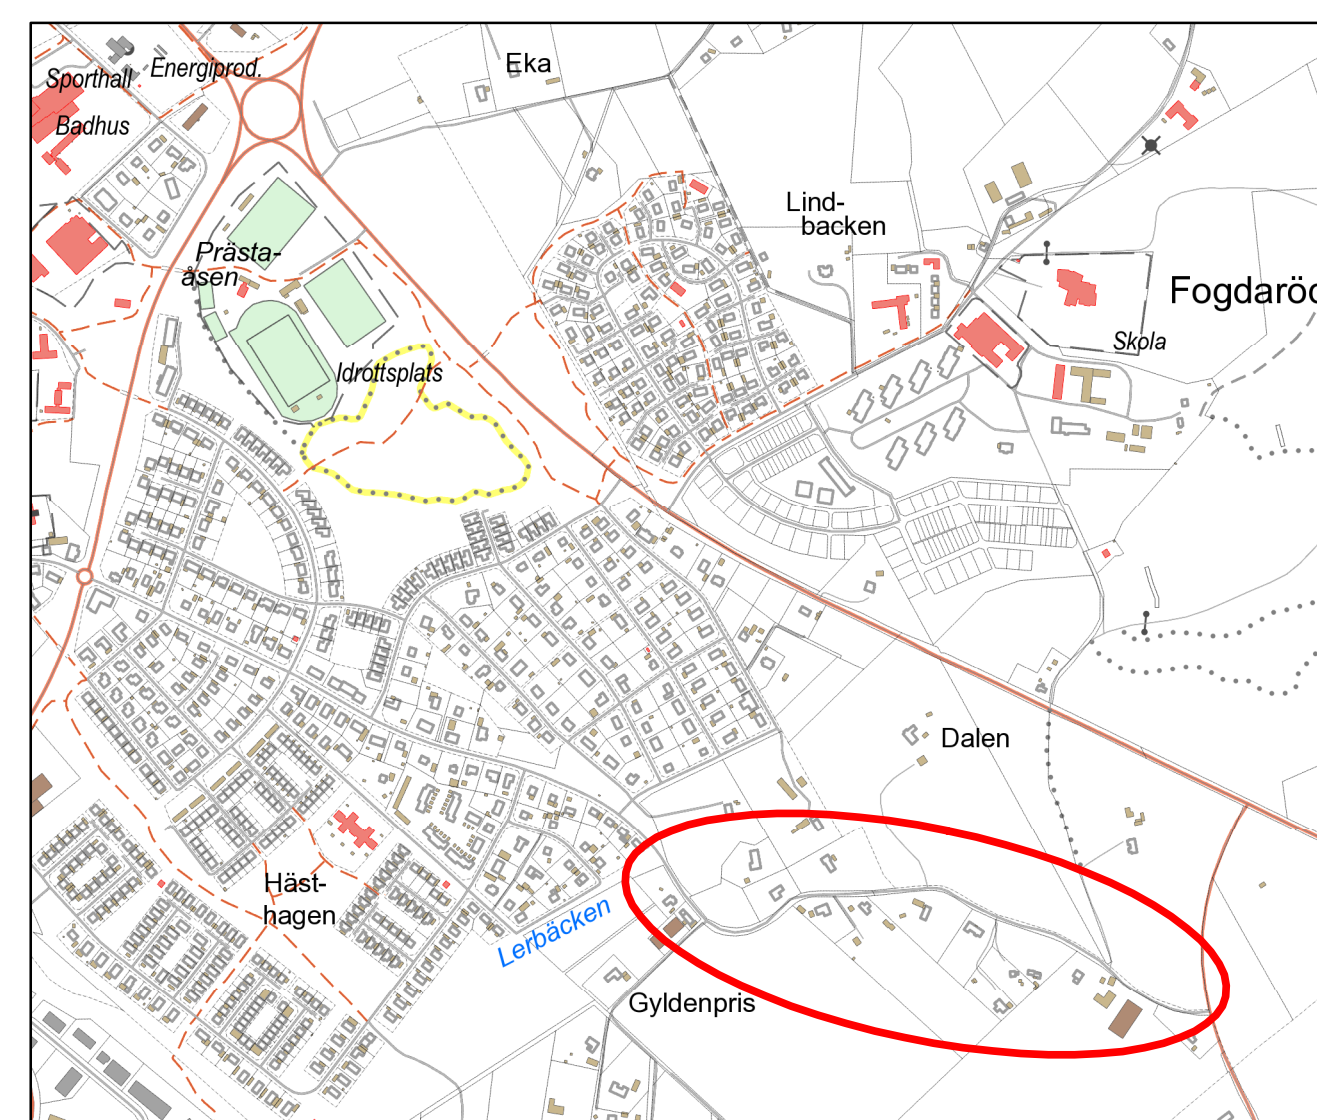 Eka
Energiprod.
Sporthall
Badhus
Lind-
backen
Prästa-
åsen
Fogdaröd
Skola
Idrottsplats
Dalen
Häst-
hagen
Lerbäcken
Gyldenpris